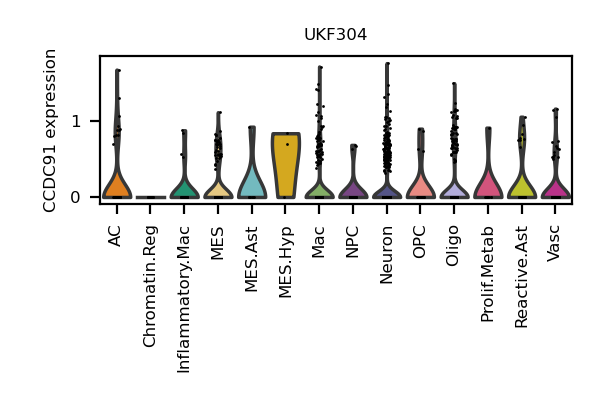 UKF304
CCDC91 expression
1
0
AC
Chromatin.Reg
Inflammatory.Mac
MES
MES.Ast
MES.Hyp
Mac
NPC
Neuron
OPC
Oligo
Prolif.Metab
Reactive.Ast
Vasc